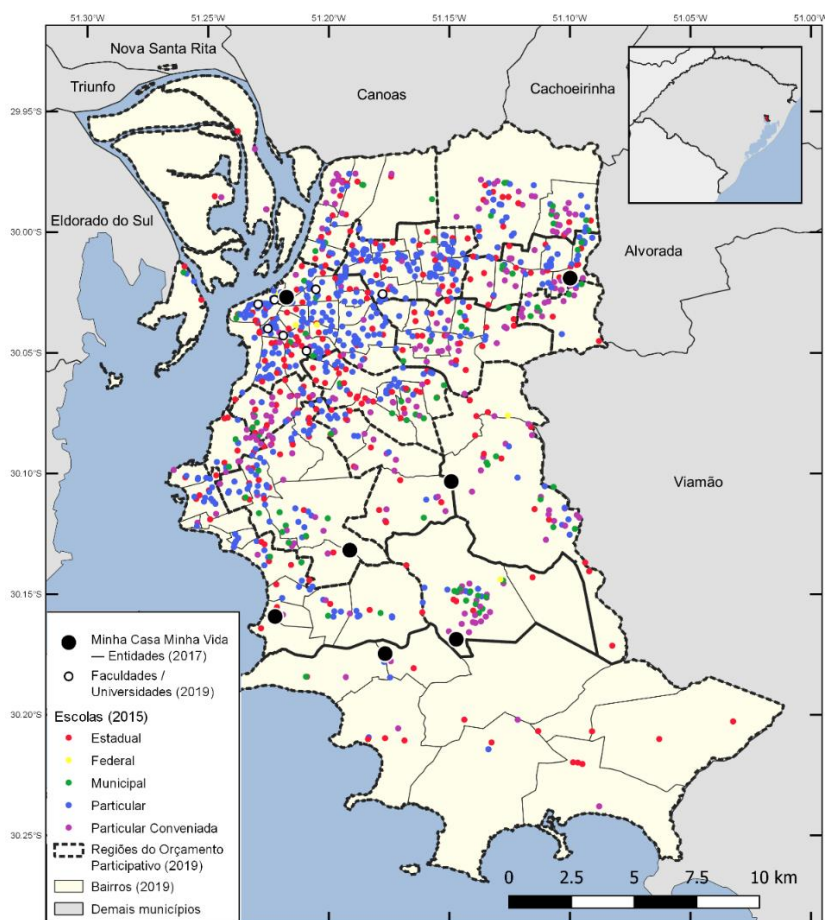 51.30°S 51.25°S 51.20°S 51.15°S 51.10°S 51.05°S 51.00°S
Nova Santa Rita
Triunfo
Canoas
Cachoeirinha
29.95°S
Eldorado do Sul
30.00°S
Alvorada
30.05°S
30.10°S
Viamão
30.15°S
Minha Casa Minha Vida
— Entidades (2017)
Faculdades /
Universidades (2019)
Escolas (2015)
Estadual
Federal
Municipal
Particular
Particular Conveniada
Regiões do Orçamento
Participativo (2019)
Bairros (2019)
Demais municípios
30.20°S
30.25°S
0 2.5 5 7.5 10 km